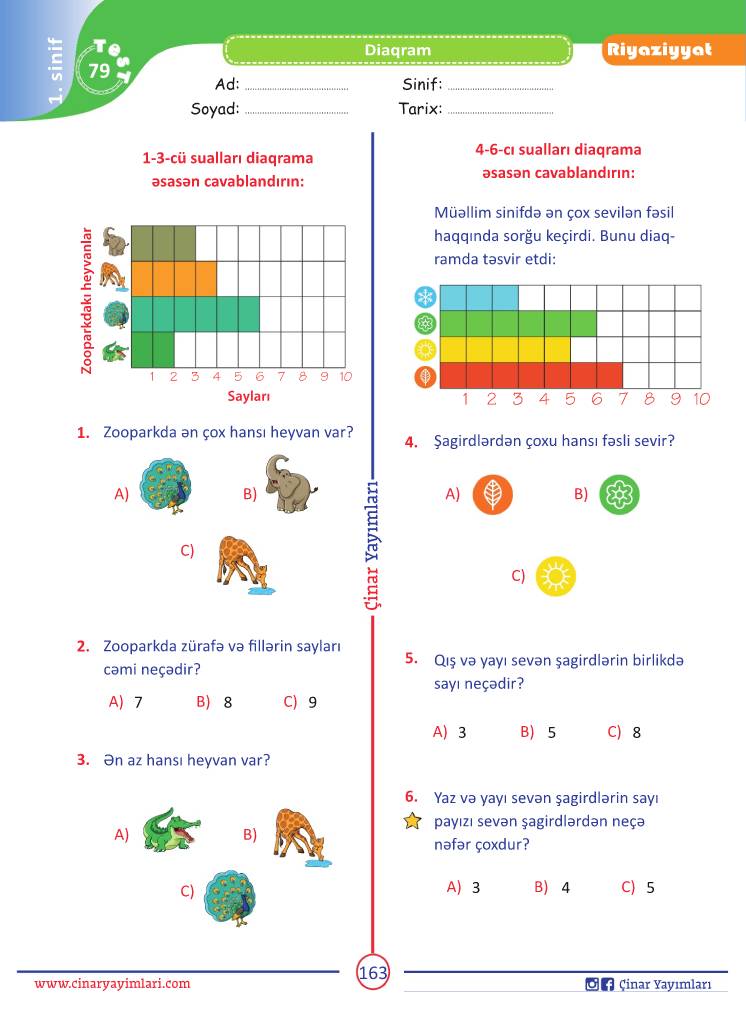 1. sinif
Test
79
Diaqram
Riyaziyyat
Ad: ....................................
Sinif: ....................................
Soyad: ....................................
Tarix: ....................................
1-3-cü sualları diaqrama
əsasən cavablandırın:
Zooparkdakı heyvanlar
1 2 3 4 5 6 7 8 9 10
Sayları
1. Zooparkda ən çox hansı heyvan var?
A)
B)
C)
2. Zooparkda zürafə və fillərin sayları
cəmi neçədir?
A) 7 B) 8 C) 9
3. Ən az hansı heyvan var?
A)
B)
C)
Çinar Yayımları
4-6-cı sualları diaqrama
əsasən cavablandırın:
Müəllim sinifdə ən çox sevilən fəsil
haqqında sorğu keçirdi. Bunu diaq-
ramda təsvir etdi:
1 2 3 4 5 6 7 8 9 10
4. Şagirdlərdən çoxu hansı fəsli sevir?
A)
B)
C)
5. Qış və yayı sevən şagirdlərin birlikdə
sayı neçədir?
A) 3 B) 5 C) 8
6. Yaz və yayı sevən şagirdlərin sayı
payızı sevən şagirdlərdən neçə
nəfər çoxdur?
A) 3 B) 4 C) 5
www.cinaryayimlari.com
163
Çinar Yayımları